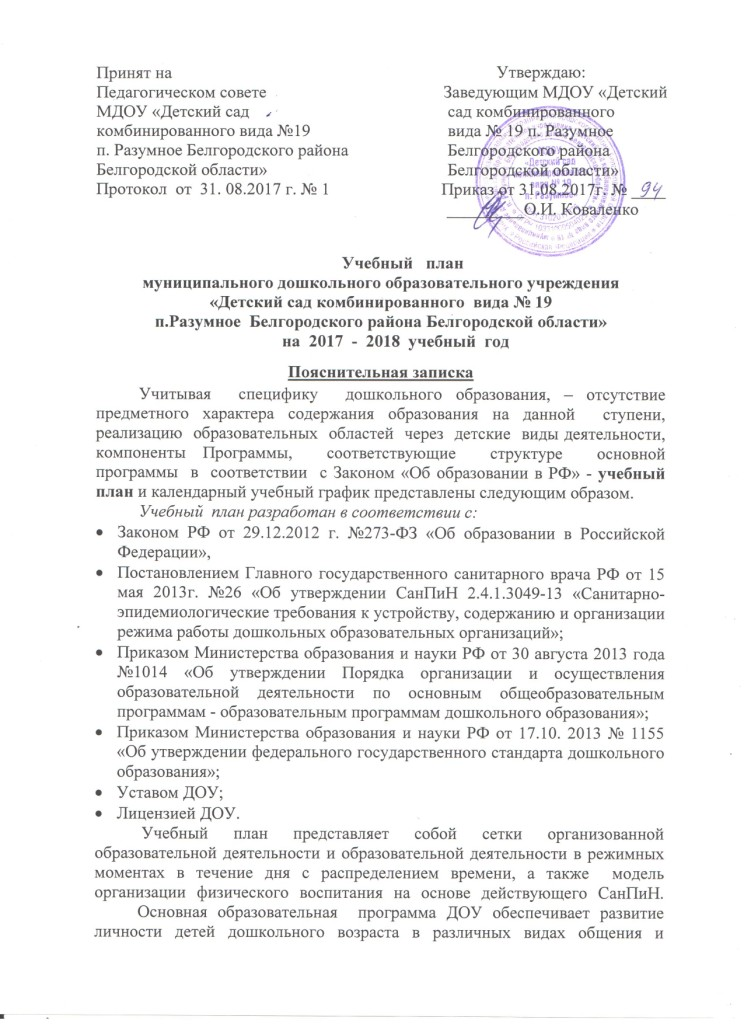 Принят на
Педагогическом совете
МДОУ «Детский сад
комбинированного вида №19
п. Разумное Белгородского района
Белгородской области»
Протокол от 31. 08.2017 г. № 1
Утверждаю:
Заведующим МДОУ «Детский
сад комбинированного
вида № 19 п. Разумное
Белгородского района
Белгородской области»
Приказ от 31.08.2017г. № 94
О.И. Коваленко
Учебный план
муниципального дошкольного образовательного учреждения
«Детский сад комбинированного вида № 19
п.Разумное Белгородского района Белгородской области»
на 2017 - 2018 учебный год
Пояснительная записка
Учитывая специфику дошкольного образования, – отсутствие
предметного характера содержания образования на данной ступени,
реализацию образовательных областей через детские виды деятельности,
компоненты Программы, соответствующие структуре основной
программы в соответствии с Законом «Об образовании в РФ» - учебный
план и календарный учебный график представлены следующим образом.
Учебный план разработан в соответствии с:
• Законом РФ от 29.12.2012 г. №273-ФЗ «Об образовании в Российской
Федерации»,
• Постановлением Главного государственного санитарного врача РФ от 15
мая 2013г. №26 «Об утверждении СанПиН 2.4.1.3049-13 «Санитарно-
эпидемиологические требования к устройству, содержанию и организации
режима работы дошкольных образовательных организаций»;
• Приказом Министерства образования и науки РФ от 30 августа 2013 года
№1014 «Об утверждении Порядка организации и осуществления
образовательной деятельности по основным общеобразовательным
программам - образовательным программам дошкольного образования»;
• Приказом Министерства образования и науки РФ от 17.10. 2013 № 1155
«Об утверждении федерального государственного стандарта дошкольного
образования»;
• Уставом ДОУ;
• Лицензией ДОУ.
Учебный план представляет собой сетки организованной
образовательной деятельности и образовательной деятельности в режимных
моментах в течение дня с распределением времени, а также модель
организации физического воспитания на основе действующего СанПиН.
Основная образовательная программа ДОУ обеспечивает развитие
личности детей дошкольного возраста в различных видах общения и